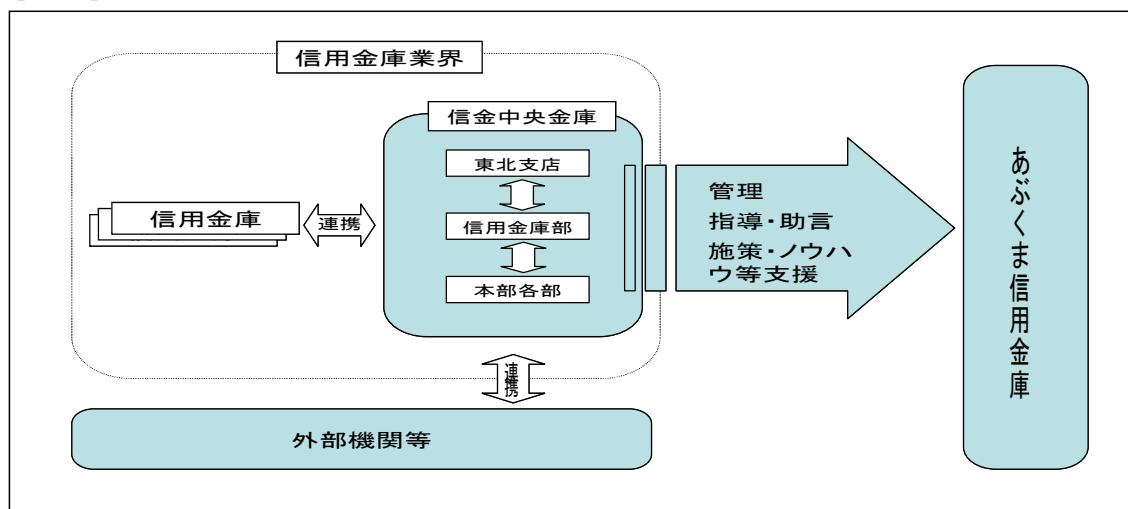 信用金庫業界
信金中央金庫
東北支店
信用金庫
連携
信用金庫部
本部各部
管理
指導・助言
施策・ノウハ
ウ等支援
あぶくま信用金庫
連携
外部機関等